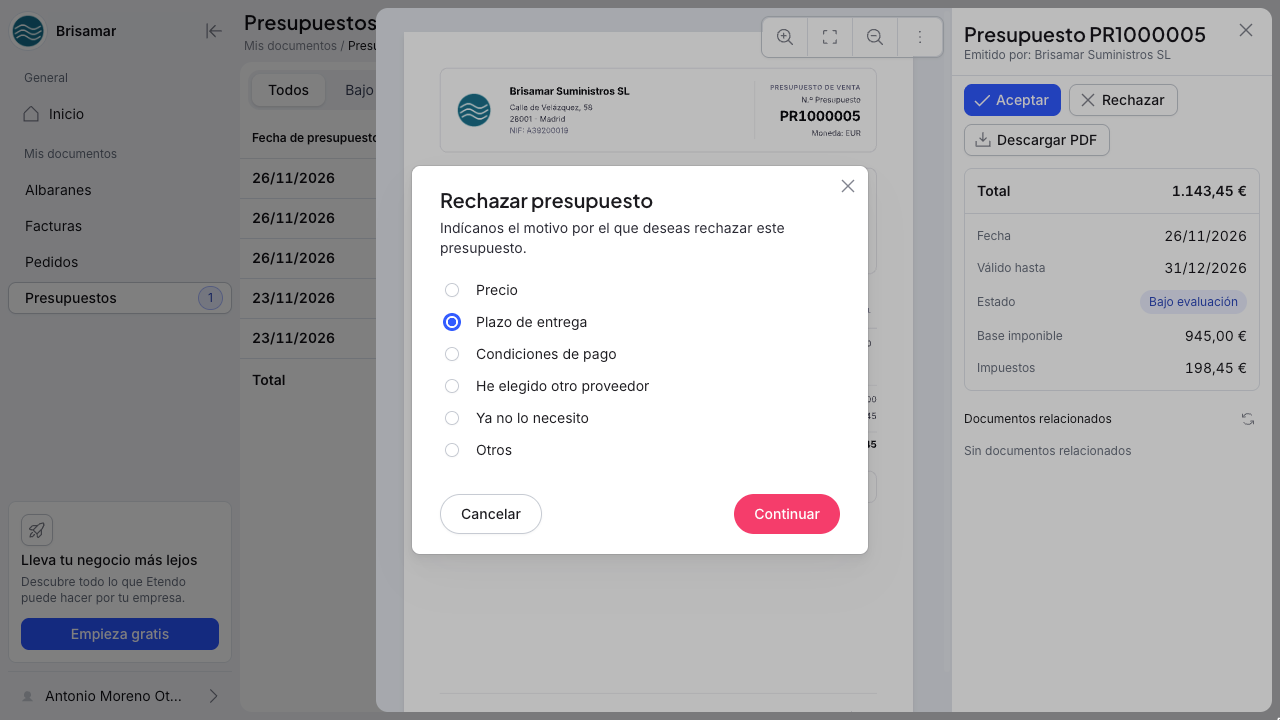 Brisamar
General
Inicio
Mis documentos
Albaranes
Facturas
Pedidos
Presupuestos
1
Lleva tu negocio más lejos
Descubre todo lo que Etendo
puede hacer por tu empresa.
Empieza gratis
Antonio Moreno Ot...
Presupuestos
Mis documentos /
Todos
Bajo
Fecha de presupuesto
26/11/2026
26/11/2026
26/11/2026
23/11/2026
23/11/2026
Total
Brisamar Suministros SL
Calle de Velázquez, 58
28001 · Madrid
NIF: A39200019
PRESUPUESTO DE VENTA
N.º Presupuesto
PR1000005
Moneda: EUR
Rechazar presupuesto
Indícanos el motivo por el que deseas rechazar este
presupuesto.
Precio
Plazo de entrega
Condiciones de pago
He elegido otro proveedor
Ya no lo necesito
Otros
Cancelar
Continuar
Presupuesto PR1000005
Emitido por: Brisamar Suministros SL
Aceptar
Rechazar
Descargar PDF
Total 1.143,45 €
Fecha 26/11/2026
Válido hasta 31/12/2026
Estado Bajo evaluación
Base imponible 945,00 €
Impuestos 198,45 €
Documentos relacionados
Sin documentos relacionados